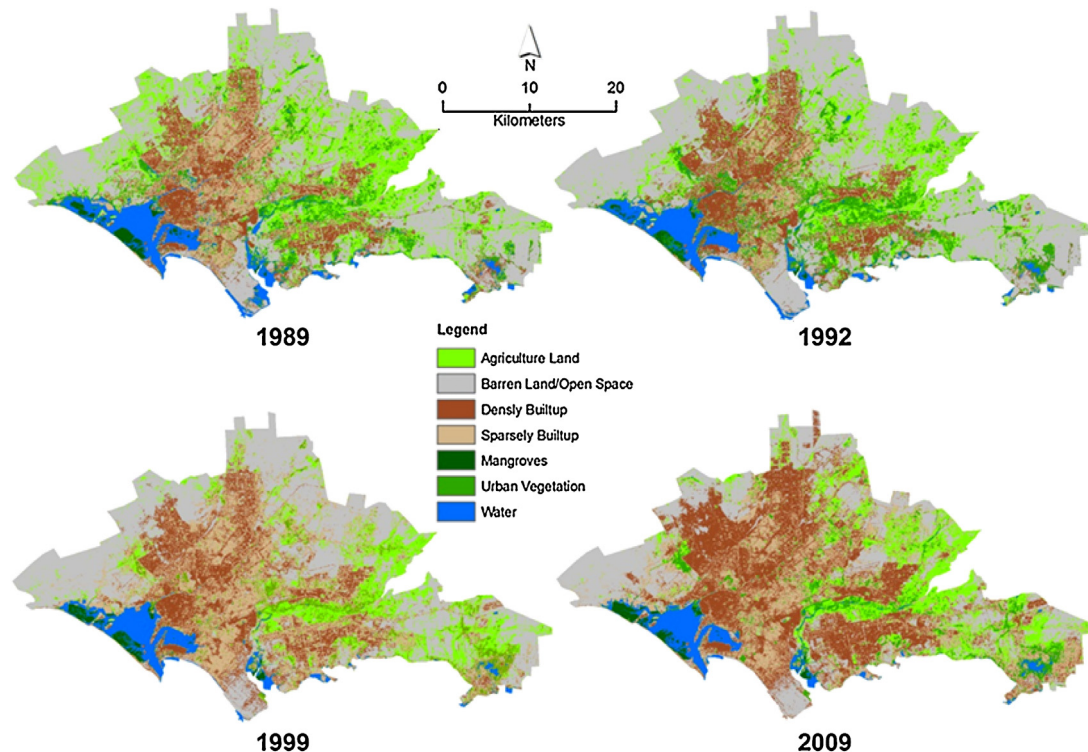 N
0 10 20
Kilometers
1989
1992
Legend
Agriculture Land
Barren Land/Open Space
Densly Builtup
Sparsely Builtup
Mangroves
Urban Vegetation
Water
1999
2009